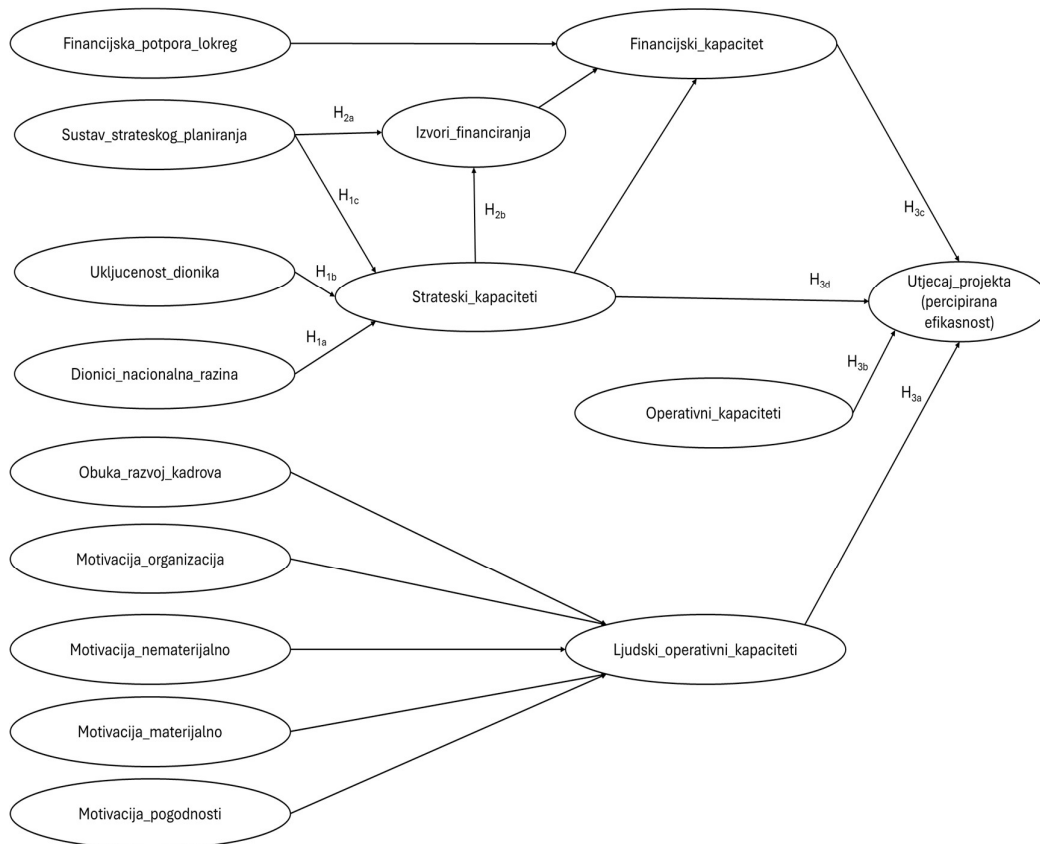 Financijska_potpora_lokreg
Financijski_kapacitet
Sustav_strateskog_planiranja
H2a
Izvori_financiranja
H1c
H2b
H3c
Ukljucenost_dionika
H1b
Strateski_kapaciteti
H3d
Utjecaj_projekta
(percipirana
efikasnost)
H1a
Dionici_nacionalna_razina
H3b
H3a
Operativni_kapaciteti
Obuka_razvoj_kadrova
Motivacija_organizacija
Motivacija_nematerijalno
Ljudski_operativni_kapaciteti
Motivacija_materijalno
Motivacija_pogodnosti